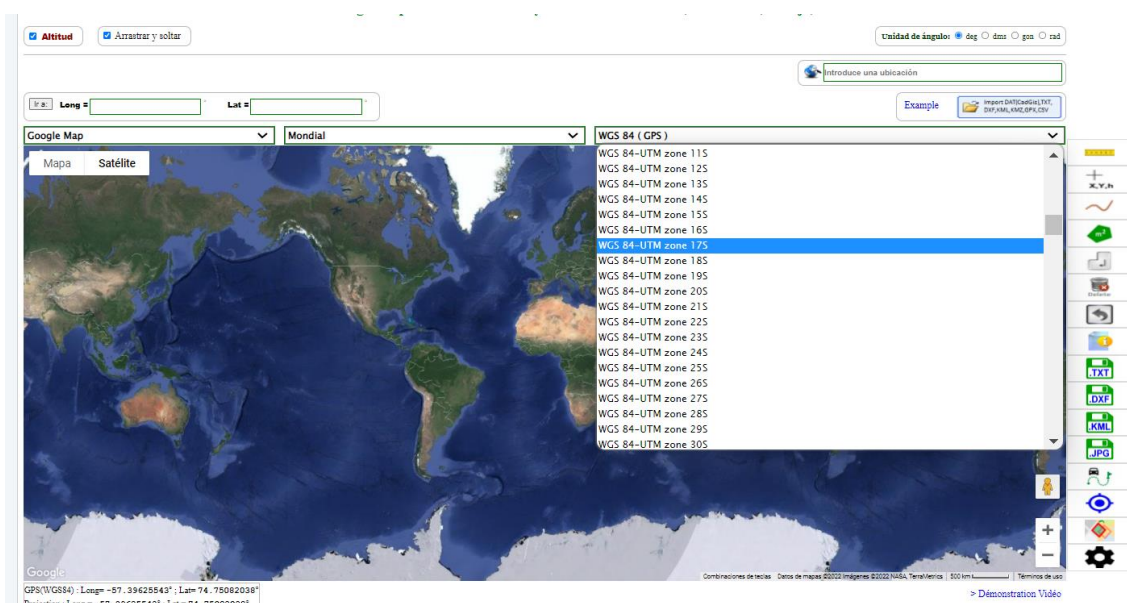 Altitud
Arrastrar y soltar
Unidad de ángulo: deg dms gon rad
Introduce una ubicación
Ir a: Long = ° Lat = °
Example
Import DAT(CadGis),TXT,
DXF,KML,KMZ,GPX,CSV
Google Map
Mondial
WGS 84 ( GPS )
Mapa Satélite
WGS 84-UTM zone 11S
WGS 84-UTM zone 12S
WGS 84-UTM zone 13S
WGS 84-UTM zone 14S
WGS 84-UTM zone 15S
WGS 84-UTM zone 16S
WGS 84-UTM zone 17S
WGS 84-UTM zone 18S
WGS 84-UTM zone 19S
WGS 84-UTM zone 20S
WGS 84-UTM zone 21S
WGS 84-UTM zone 22S
WGS 84-UTM zone 23S
WGS 84-UTM zone 24S
WGS 84-UTM zone 25S
WGS 84-UTM zone 26S
WGS 84-UTM zone 27S
WGS 84-UTM zone 28S
WGS 84-UTM zone 29S
WGS 84-UTM zone 30S
X,Y,h
m²
.TXT
.DXF
.KML
.JPG
Google
Combinaciones de teclas Datos de mapas ©2022 Imágenes ©2022 NASA, TerraMetrics 500 km Términos de uso
GPS(WGS84) : Long= -57.39625543° ; Lat= 74.75082038°
> Démonstration Vidéo